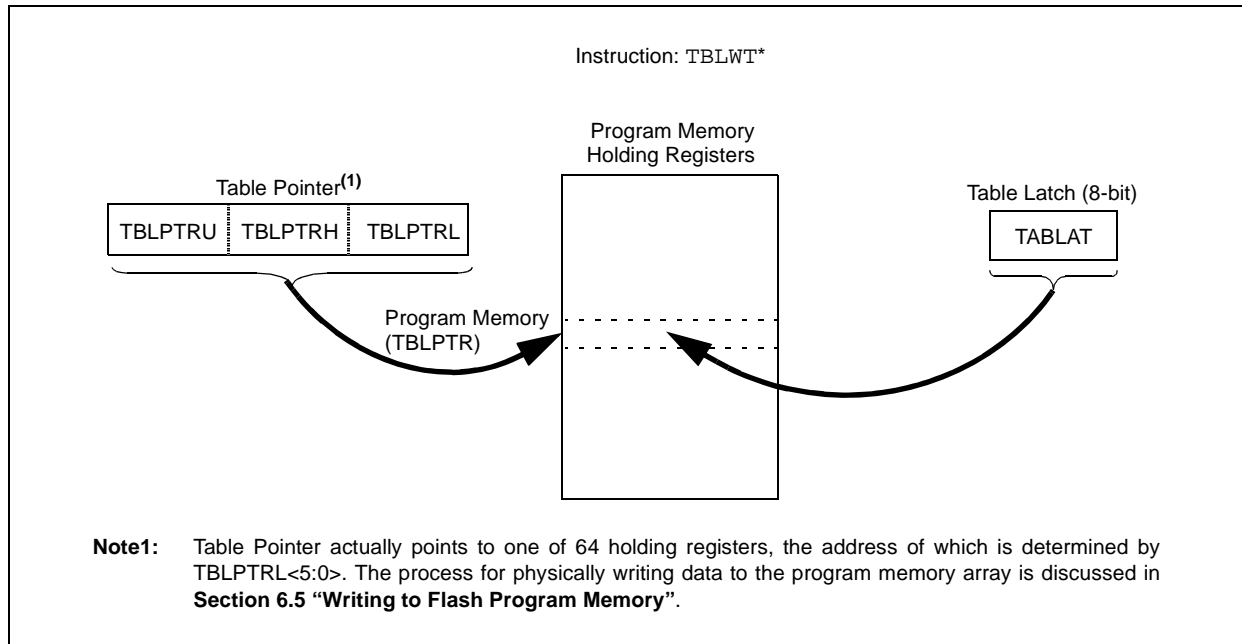 Instruction: TBLWT*
Program Memory
Holding Registers
Table Pointer(1)
Table Latch (8-bit)
TBLPTRU TBLPTRH TBLPTRL
TABLAT
Program Memory
(TBLPTR)
Note1: Table Pointer actually points to one of 64 holding registers, the address of which is determined by
TBLPTRL<5:0>. The process for physically writing data to the program memory array is discussed in
Section 6.5 “Writing to Flash Program Memory”.